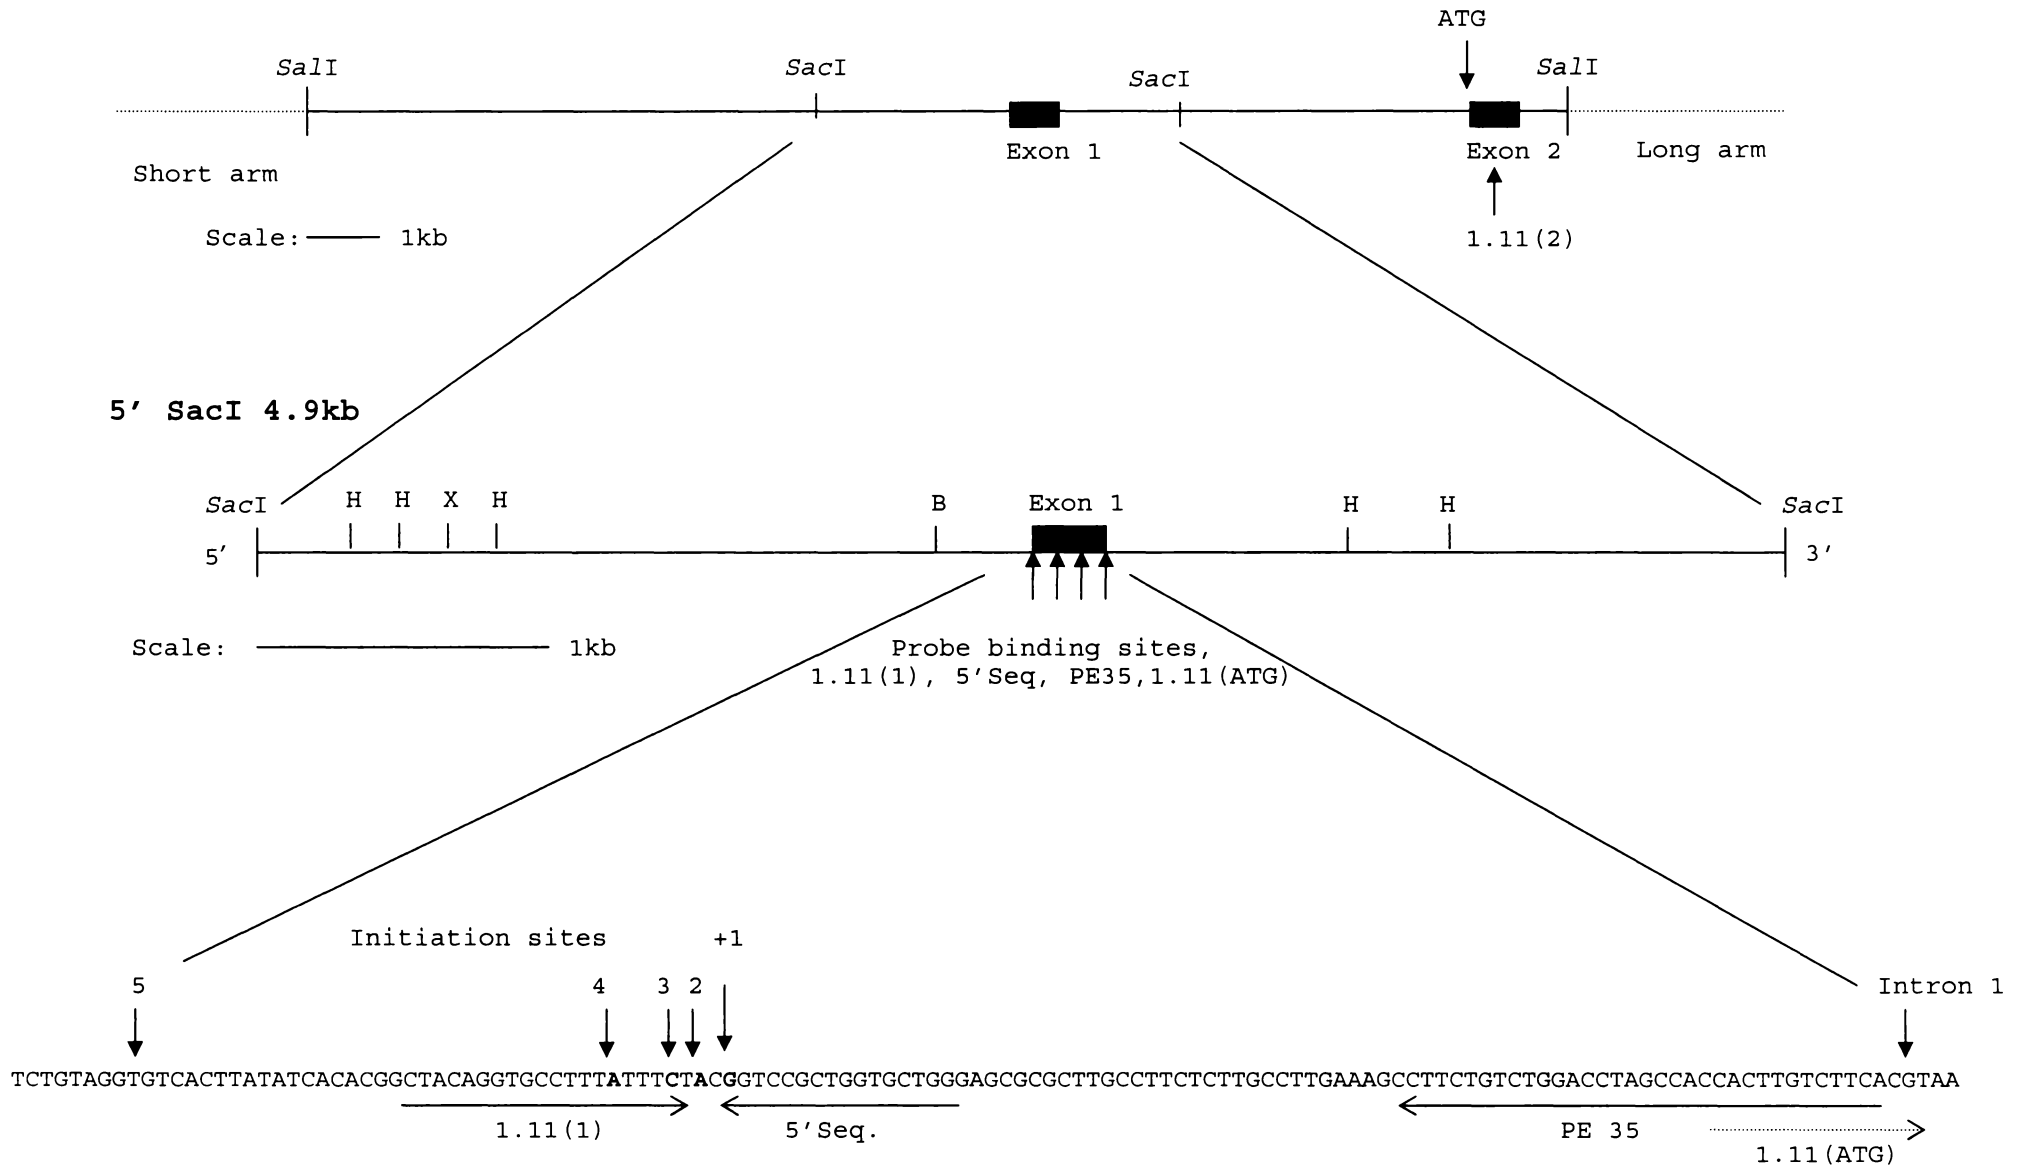 ATG
SalI SacI SacI SalI
Exon 1 Exon 2 Long arm
Short arm
Scale: 1kb 1.11(2)
5′ SacI 4.9kb
SacI H H X H B Exon 1 H H SacI
5′ 3′
Scale: 1kb Probe binding sites,
1.11(1), 5′Seq, PE35,1.11(ATG)
Initiation sites +1
5 4 3 2 Intron 1
TCTGTAGGTGTCACTTATATCACACGGCTACAGGTGCCTTTATTTCTACGGTCCGCTGGTGCTGGGAGCGCGCTTGCCTTCTCTTGCCTTGAAAGCCTTCTGTCTGGACCTAGCCACCACTTGTCTTCACGTAA
1.11(1) 5′Seq. PE 35
1.11(ATG)